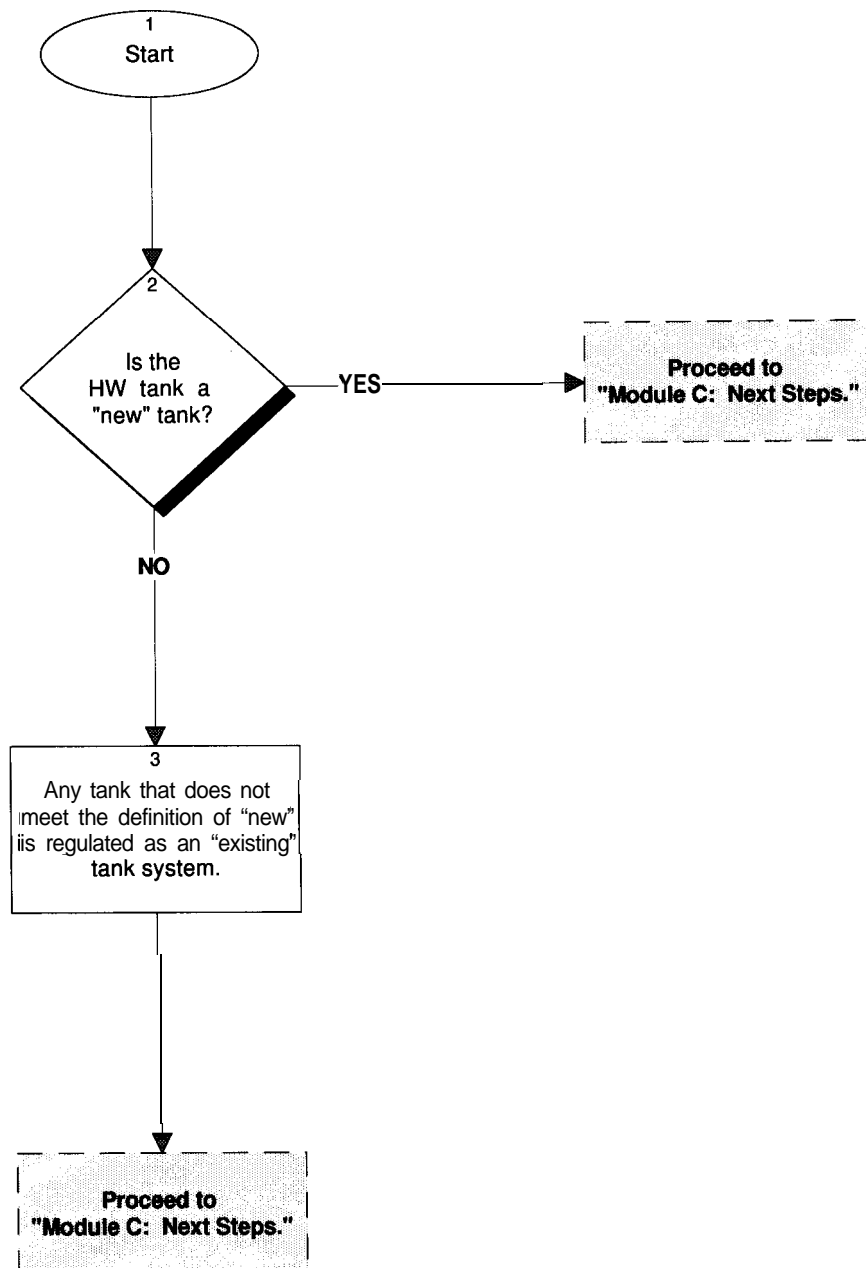 1
Start
2
Is the
HW tank a
"new" tank?
YES
Proceed to
"Module C: Next Steps."
NO
3
Any tank that does not
meet the definition of “new”
is regulated as an “existing”
tank system.
Proceed to
"Module C: Next Steps."